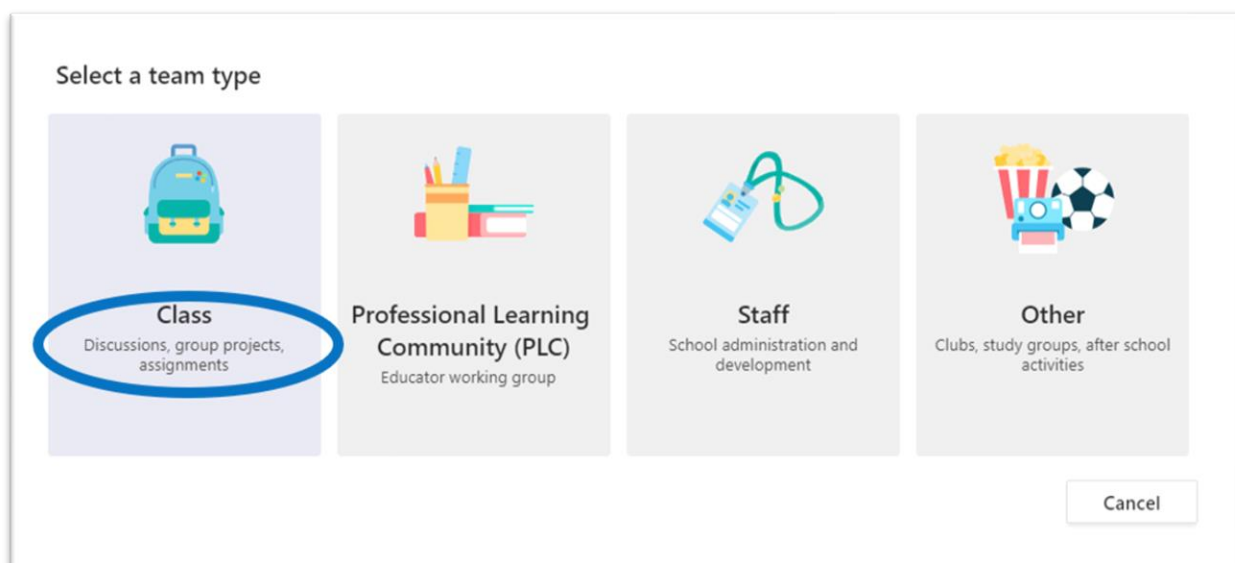 Select a team type
Class
Discussions, group projects,
assignments
Professional Learning
Community (PLC)
Educator working group
Staff
School administration and
development
Other
Clubs, study groups, after school
activities
Cancel